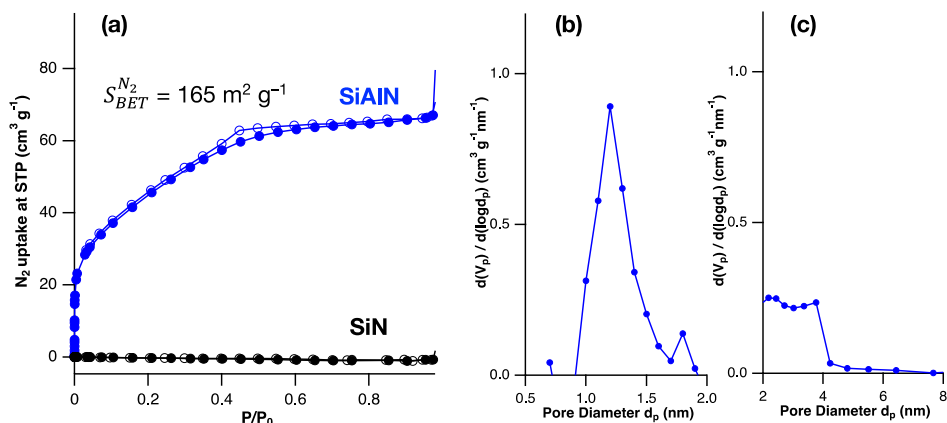 (a)
80
60
40
20
0
N₂ uptake at STP (cm³ g⁻¹)
S_BET^N₂ = 165 m² g⁻¹
SiAlN
SiN
0 0.2 0.4 0.6 0.8
P/P₀
(b)
1.0
0.5
0.0
d(Vₚ) / d(logdₚ) (cm³ g⁻¹ nm⁻¹)
0.5 1.0 1.5 2.0
Pore Diameter dₚ (nm)
(c)
1.0
0.5
0.0
d(Vₚ) / d(logdₚ) (cm³ g⁻¹ nm⁻¹)
2 4 6 8
Pore Diameter dₚ (nm)